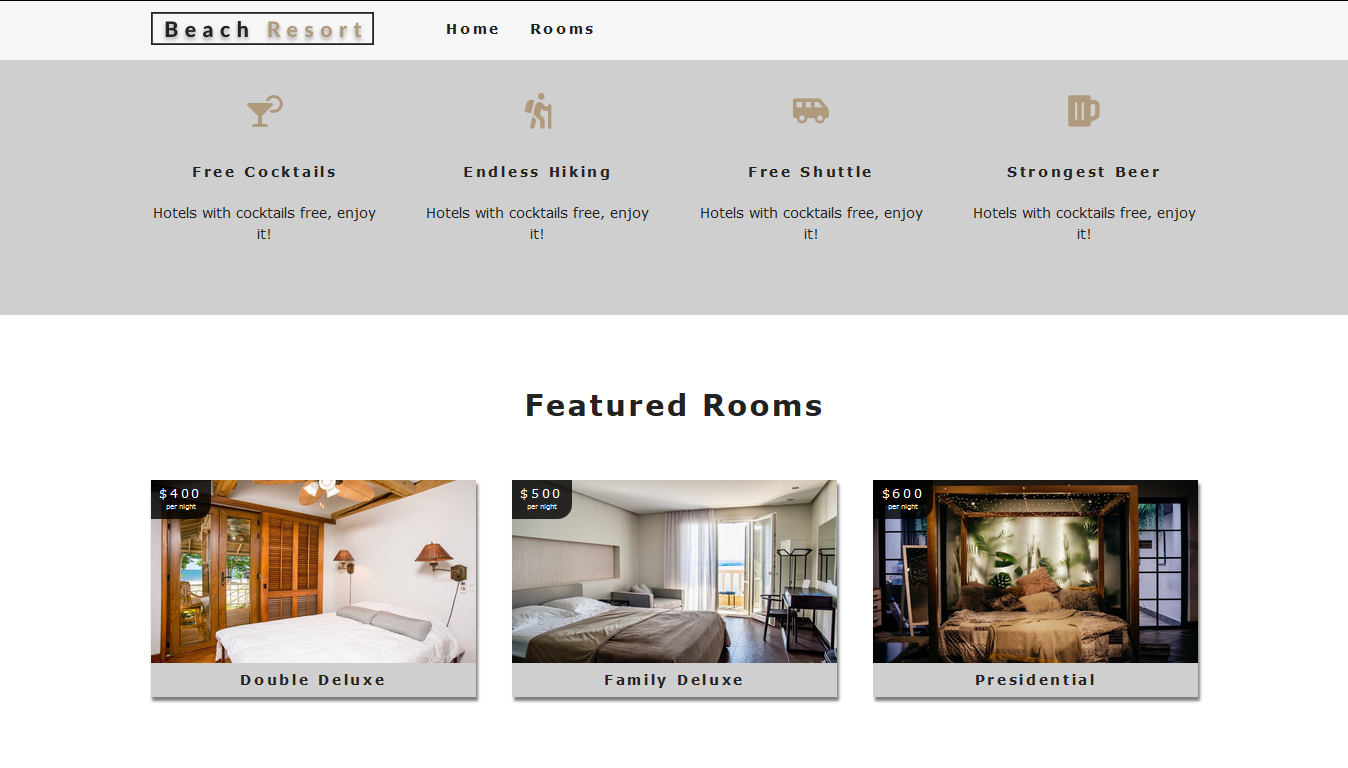 Beach Resort
Home
Rooms
Free Cocktails
Hotels with cocktails free, enjoy
it!
Endless Hiking
Hotels with cocktails free, enjoy
it!
Free Shuttle
Hotels with cocktails free, enjoy
it!
Strongest Beer
Hotels with cocktails free, enjoy
it!
Featured Rooms
$400
per night
Double Deluxe
$500
per night
Family Deluxe
$600
per night
Presidential